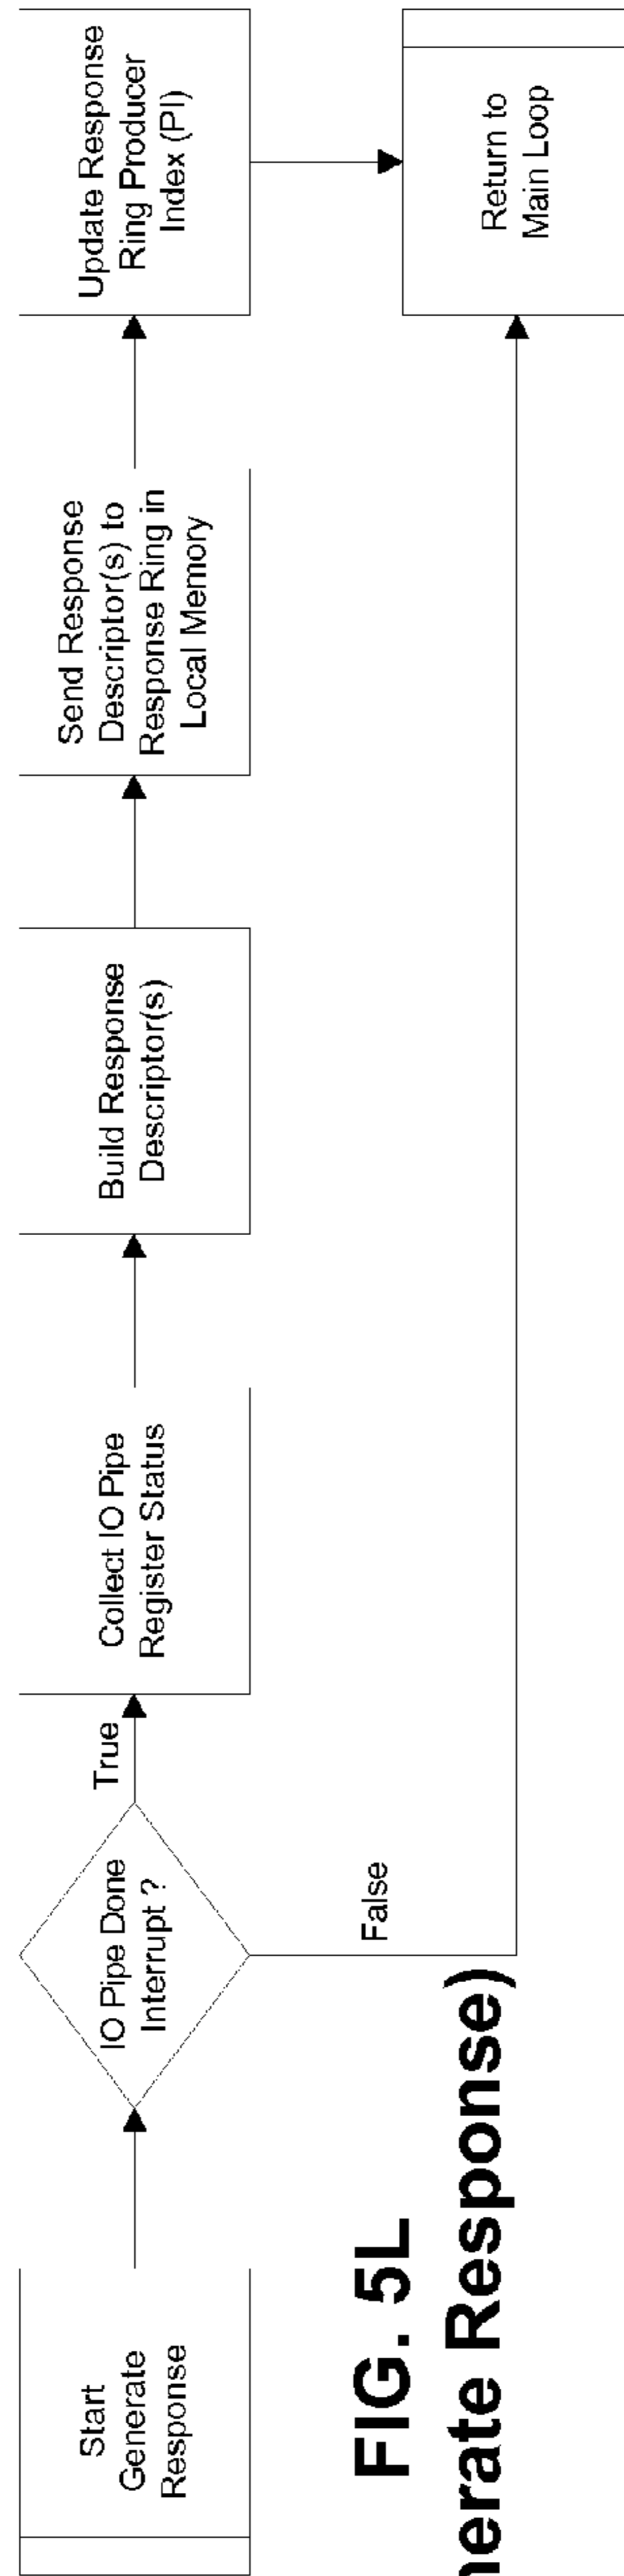 Start
Generate
Response
IO Pipe Done
Interrupt ?
True
False
Collect IO Pipe
Register Status
Build Response
Descriptor(s)
Send Response
Descriptor(s) to
Response Ring in
Local Memory
Update Response
Ring Producer
Index (PI)
Return to
Main Loop
FIG. 5L
nerate Response)